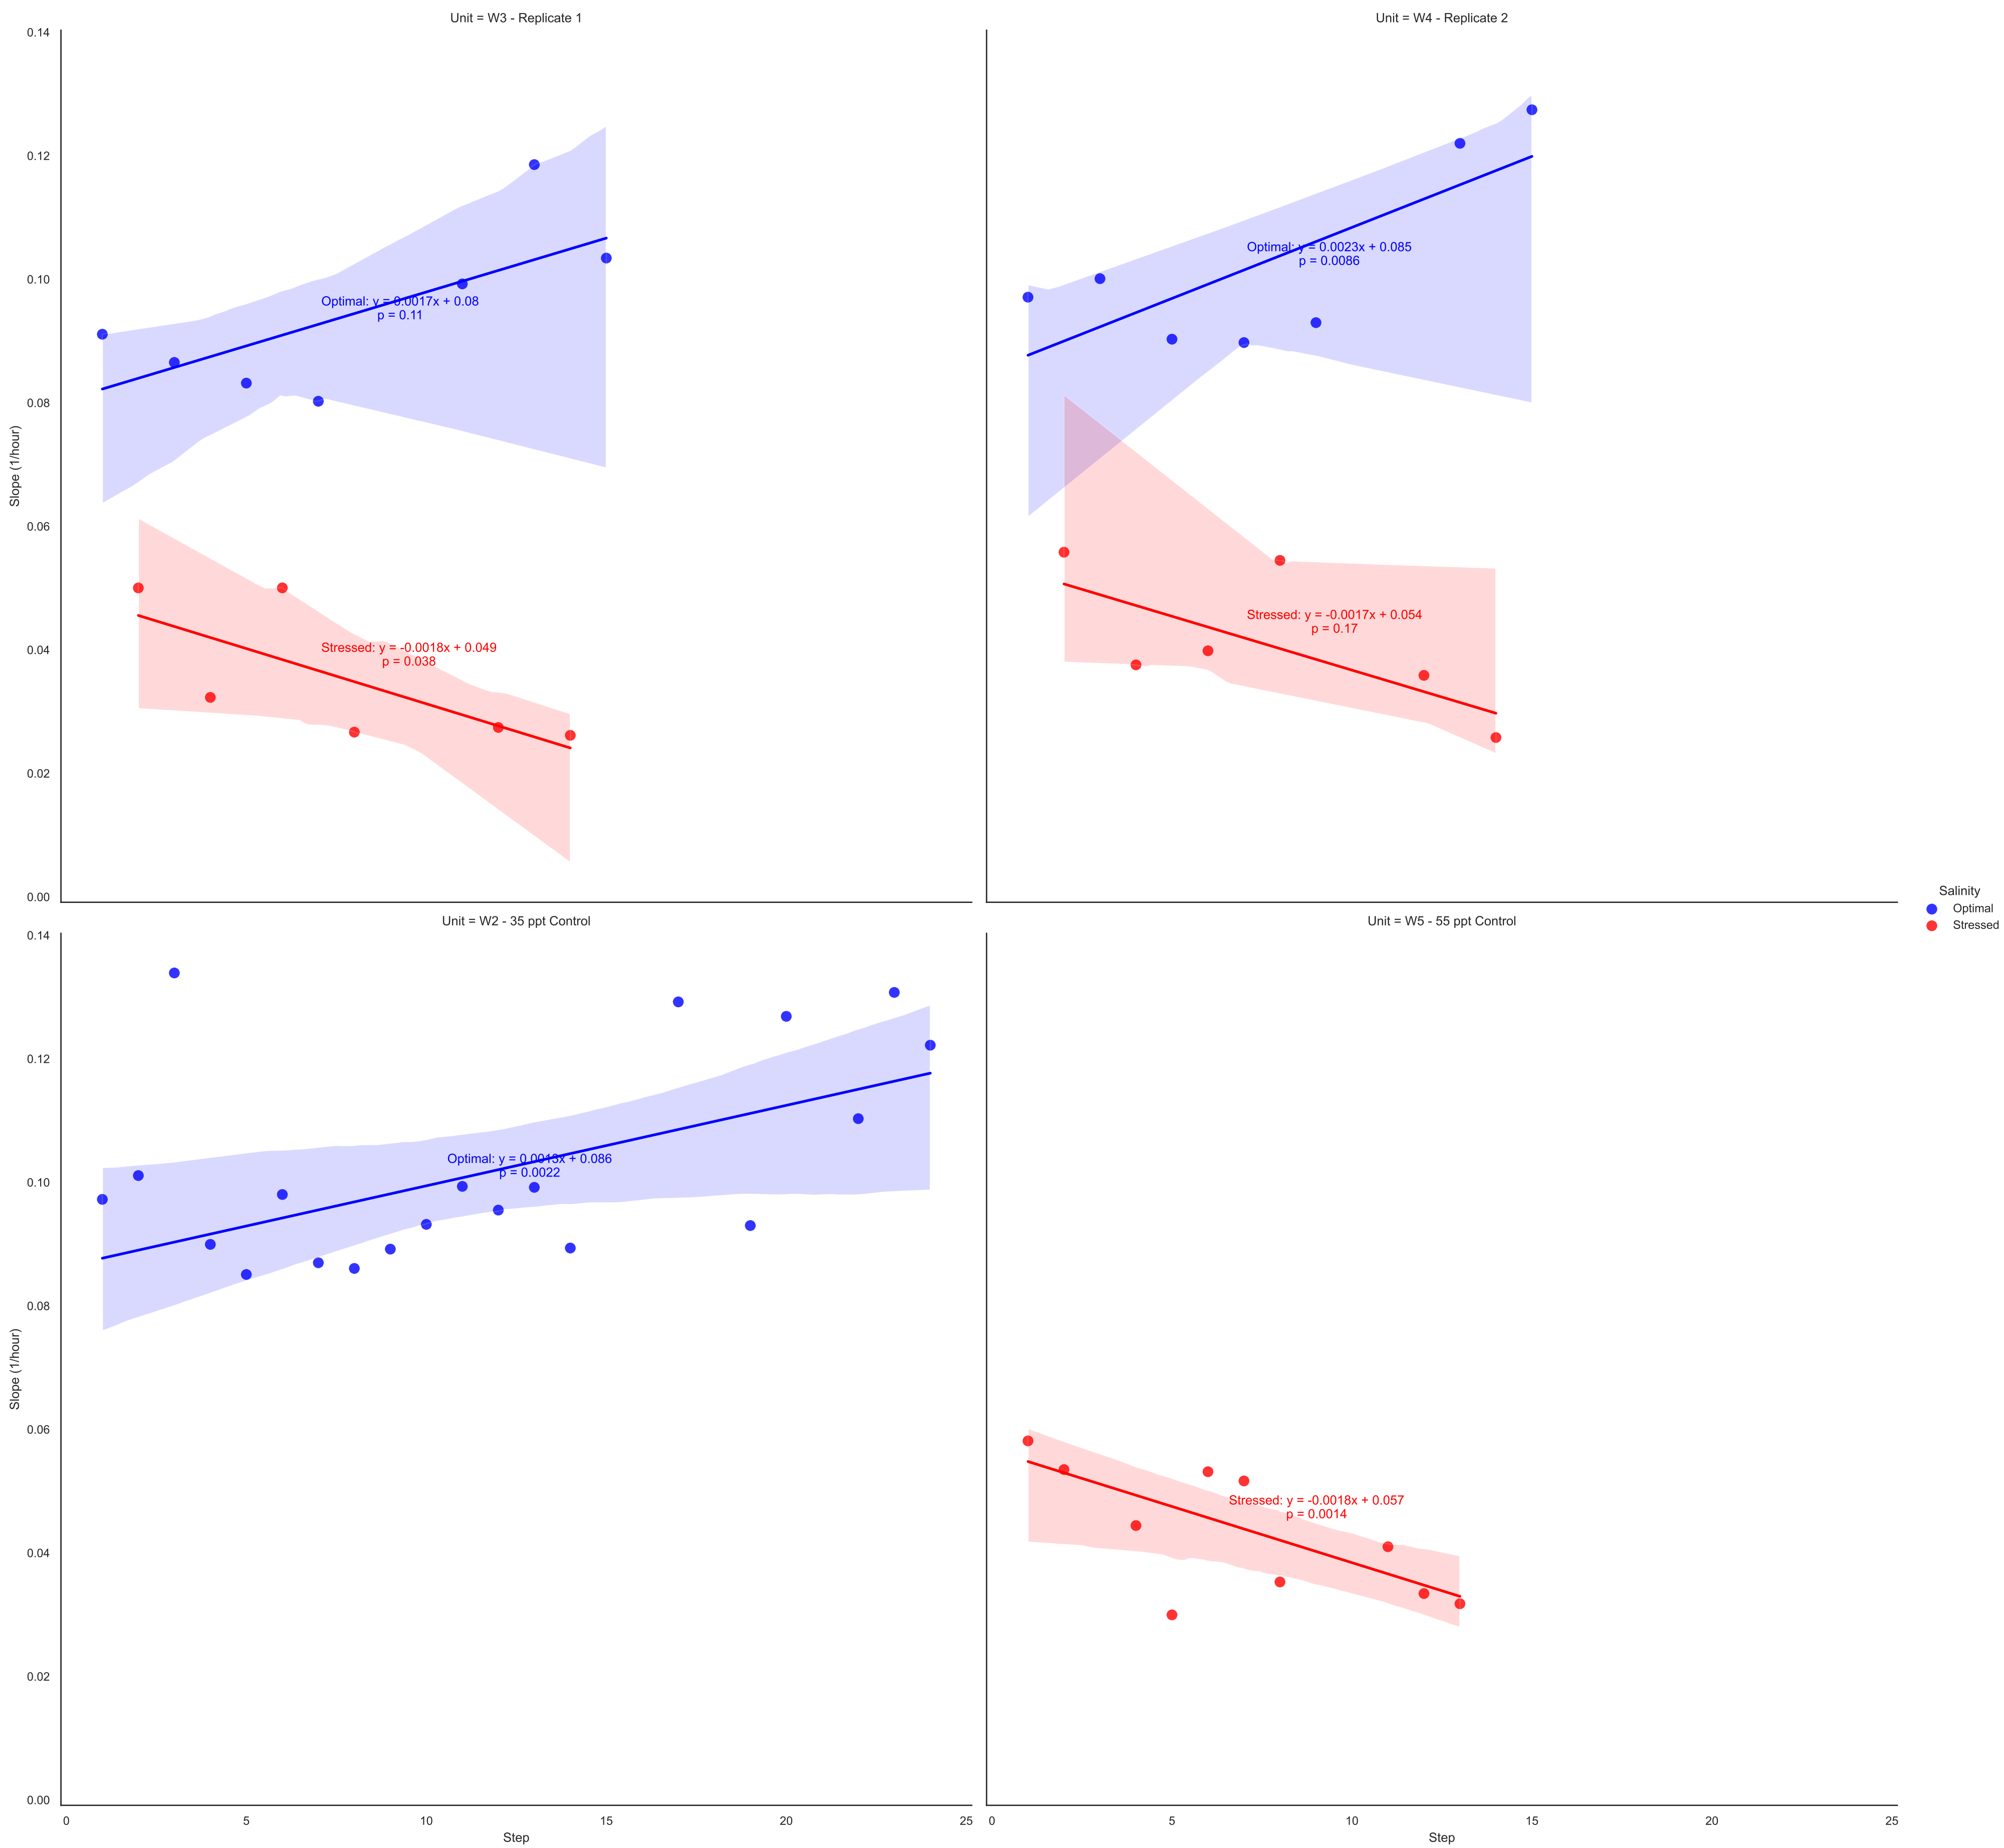 Unit = W3 - Replicate 1
Unit = W4 - Replicate 2
0.14
0.12
0.10
0.08
0.06
0.04
0.02
0.00
Slope (1/hour)
Optimal: y = 0.0017x + 0.08
p = 0.11
Stressed: y = -0.0018x + 0.049
p = 0.038
Optimal: y = 0.0023x + 0.085
p = 0.0086
Stressed: y = -0.0017x + 0.054
p = 0.17
Salinity
Optimal
Stressed
Unit = W2 - 35 ppt Control
Unit = W5 - 55 ppt Control
0.14
0.12
0.10
0.08
0.06
0.04
0.02
0.00
Slope (1/hour)
Optimal: y = 0.0013x + 0.086
p = 0.0022
Stressed: y = -0.0018x + 0.057
p = 0.0014
0 5 10 15 20 25
Step
0 5 10 15 20 25
Step